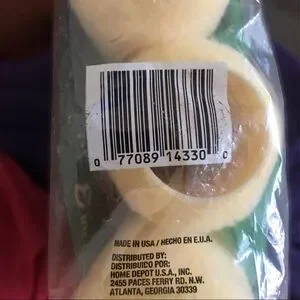 0 77089 14330 0
MADE IN USA / HECHO EN E.U.A.
DISTRIBUTED BY:
DISTRIBUIDO POR:
HOME DEPOT U.S.A., INC.
2455 PACES FERRY RD. N.W.
ATLANTA, GEORGIA 30339